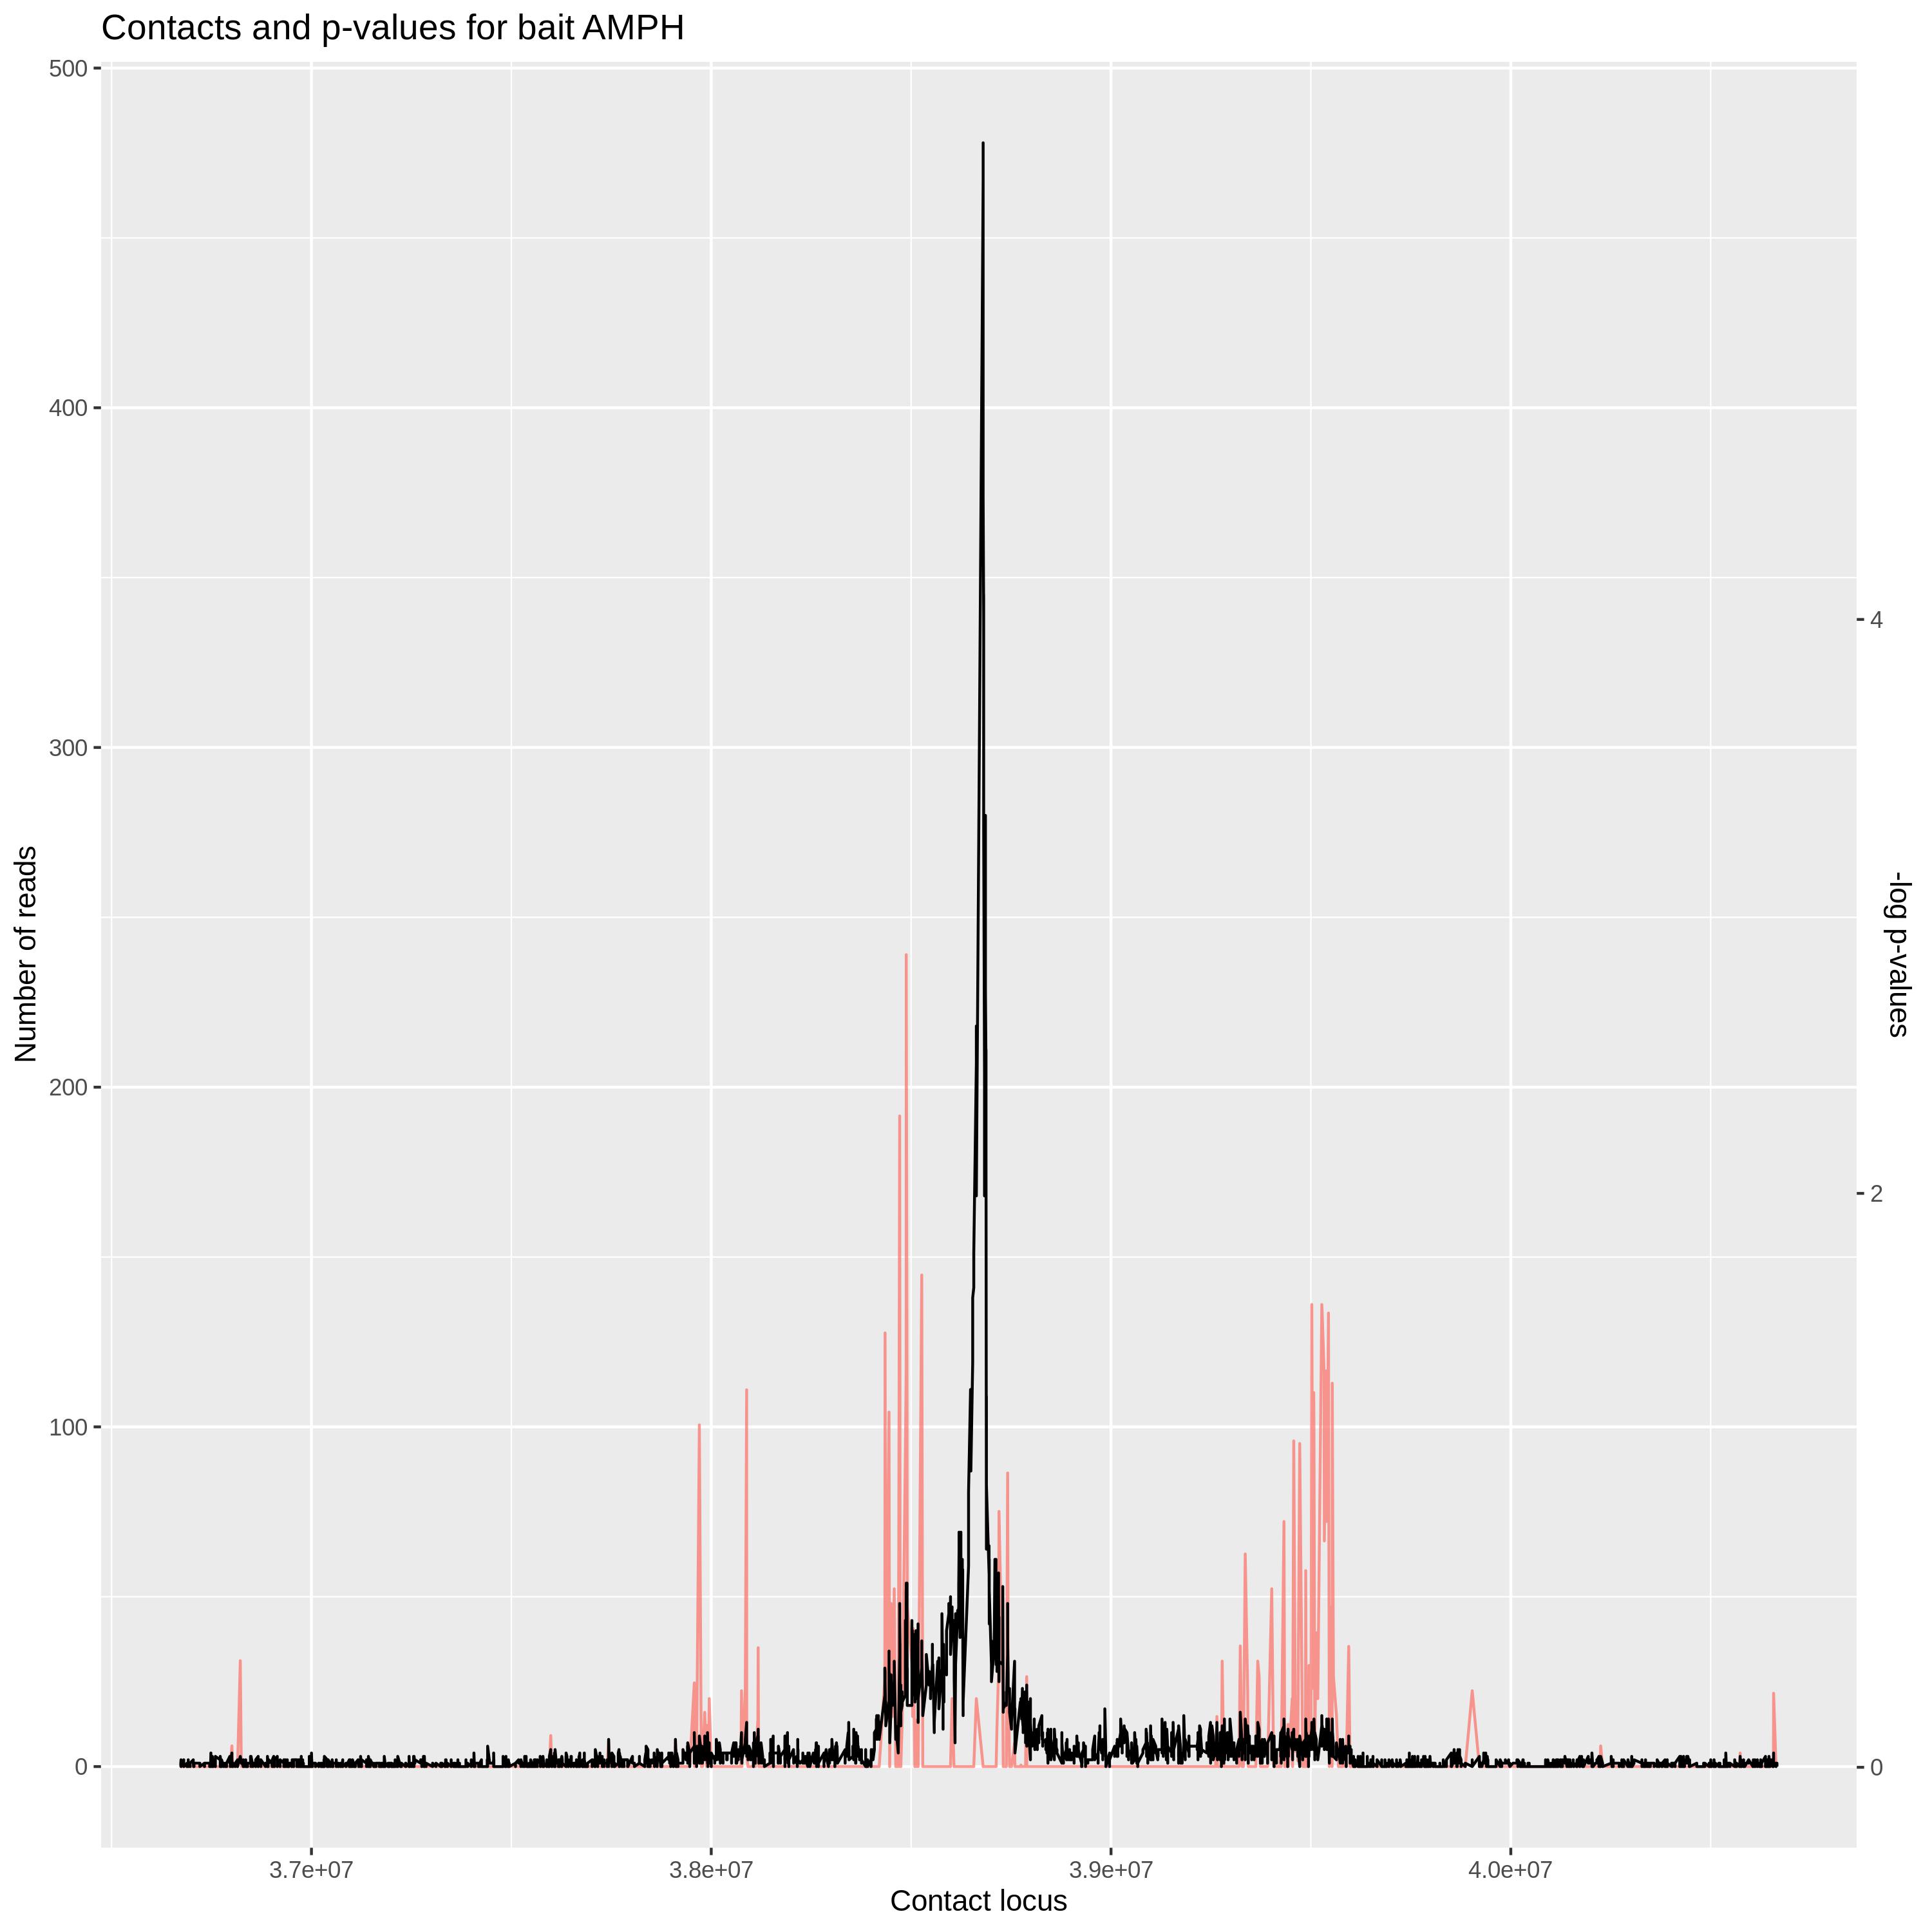 Contacts and p-values for bait AMPH
500
400
300
200
100
0
Number of reads
4
2
0
-log p-values
3.7e+07
3.8e+07
3.9e+07
4.0e+07
Contact locus